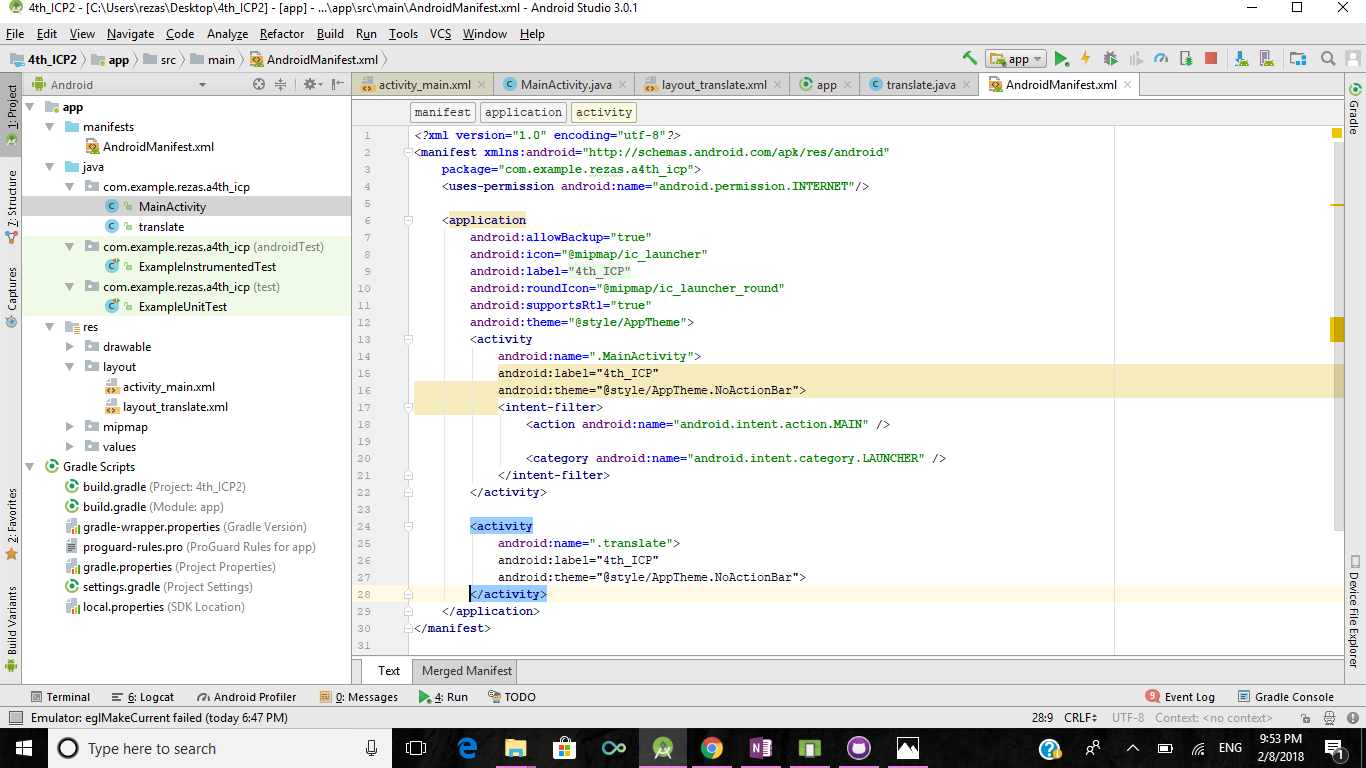 4th_ICP2 - [C:\Users\rezas\Desktop\4th_ICP2] - [app] - ...\app\src\main\AndroidManifest.xml - Android Studio 3.0.1
File Edit View Navigate Code Analyze Refactor Build Run Tools VCS Window Help
4th_ICP2 app src main AndroidManifest.xml app
Android activity_main.xml MainActivity.java layout_translate.xml app translate.java AndroidManifest.xml
1: Project
7: Structure
Captures
2: Favorites
Build Variants
app
manifests
AndroidManifest.xml
java
com.example.rezas.a4th_icp
MainActivity
translate
com.example.rezas.a4th_icp (androidTest)
ExampleInstrumentedTest
com.example.rezas.a4th_icp (test)
ExampleUnitTest
res
drawable
layout
activity_main.xml
layout_translate.xml
mipmap
values
Gradle Scripts
build.gradle (Project: 4th_ICP2)
build.gradle (Module: app)
gradle-wrapper.properties (Gradle Version)
proguard-rules.pro (ProGuard Rules for app)
gradle.properties (Project Properties)
settings.gradle (Project Settings)
local.properties (SDK Location)
manifest application activity
1 <?xml version="1.0" encoding="utf-8"?>
2 <manifest xmlns:android="http://schemas.android.com/apk/res/android"
3 package="com.example.rezas.a4th_icp">
4 <uses-permission android:name="android.permission.INTERNET"/>
5
6 <application
7 android:allowBackup="true"
8 android:icon="@mipmap/ic_launcher"
9 android:label="4th_ICP"
10 android:roundIcon="@mipmap/ic_launcher_round"
11 android:supportsRtl="true"
12 android:theme="@style/AppTheme">
13 <activity
14 android:name=".MainActivity">
15 android:label="4th_ICP"
16 android:theme="@style/AppTheme.NoActionBar">
17 <intent-filter>
18 <action android:name="android.intent.action.MAIN" />
19
20 <category android:name="android.intent.category.LAUNCHER" />
21 </intent-filter>
22 </activity>
23
24 <activity
25 android:name=".translate">
26 android:label="4th_ICP"
27 android:theme="@style/AppTheme.NoActionBar">
28 </activity>
29 </application>
30 </manifest>
31
Text Merged Manifest
Gradle
Device File Explorer
Terminal 6: Logcat Android Profiler 0: Messages 4: Run TODO 9 Event Log Gradle Console
Emulator: eglMakeCurrent failed (today 6:47 PM) 28:9 CRLF UTF-8 Context: <no context>
Type here to search ENG 9:53 PM
2/8/2018 1